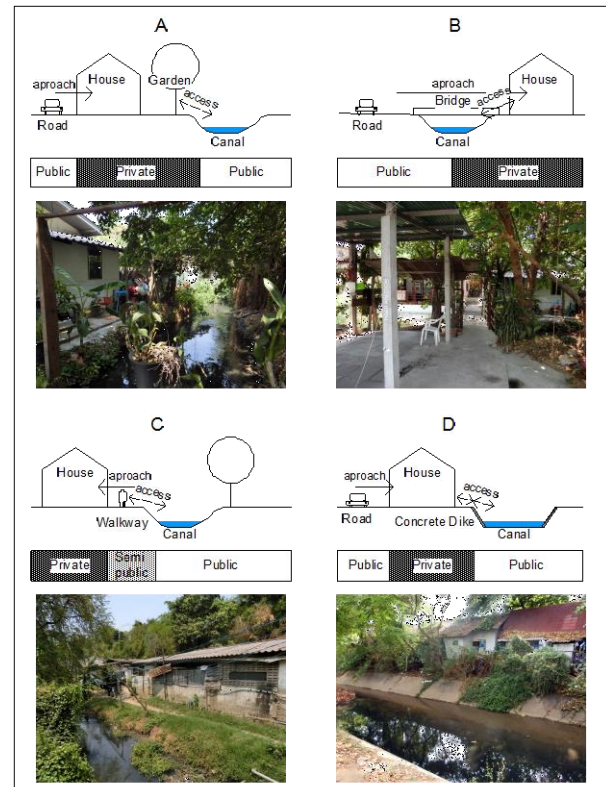 A
aproach
House
Garden
access
Road
Canal
Public
Private
Public
B
aproach
House
Bridge
access
Road
Canal
Public
Private
C
House
aproach
access
Walkway
Canal
Private
Semi
public
Public
D
aproach
House
access
Road
Concrete Dike
Canal
Public
Private
Public